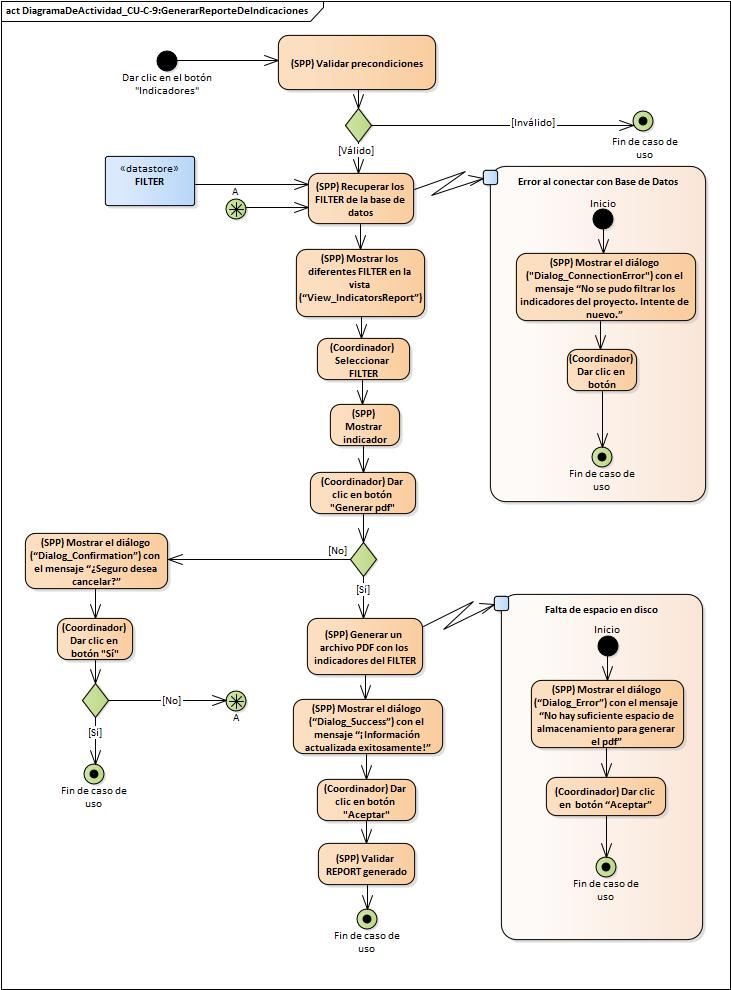 act DiagramaDeActividad_CU-C-9:GenerarReporteDeIndicaciones
Dar clic en el botón
"Indicadores"
(SPP) Validar precondiciones
[Inválido]
Fin de caso de
uso
[Válido]
«datastore»
FILTER
A
(SPP) Recuperar los
FILTER de la base de
datos
Error al conectar con Base de Datos
Inicio
(SPP) Mostrar el diálogo
("Dialog_ConnectionError") con el
mensaje “No se pudo filtrar los
indicadores del proyecto. Intente de
nuevo.”
(Coordinador)
Dar clic en
botón
Fin de caso de
uso
(SPP) Mostrar los
diferentes FILTER en la
vista
(“View_IndicatorsReport”)
(Coordinador)
Seleccionar
FILTER
(SPP)
Mostrar
indicador
(Coordinador) Dar
clic en botón
"Generar pdf"
[No]
[Sí]
(SPP) Mostrar el diálogo
(“Dialog_Confirmation”) con
el mensaje “¿Seguro desea
cancelar?”
(Coordinador)
Dar clic en
botón "Sí"
[No]
A
[Sí]
Fin de caso de
uso
(SPP) Generar un
archivo PDF con los
indicadores del FILTER
(SPP) Mostrar el diálogo
(“Dialog_Success”) con el
mensaje “¡Información
actualizada exitosamente!”
(Coordinador) Dar
clic en botón
"Aceptar"
(SPP) Validar
REPORT generado
Fin de caso de
uso
Falta de espacio en disco
Inicio
(SPP) Mostrar el diálogo
(“Dialog_Error”) con el mensaje
“No hay suficiente espacio de
almacenamiento para generar
el pdf”
(Coordinador) Dar clic
en botón “Aceptar”
Fin de caso de
uso